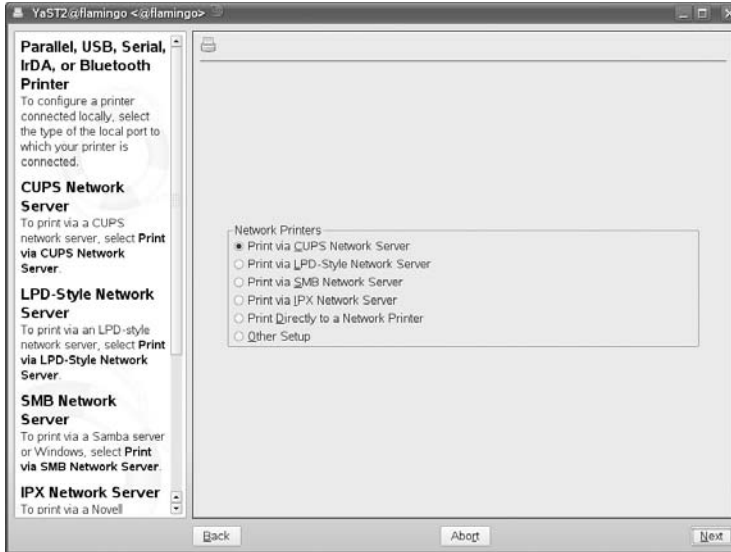 YaST2@flamingo <@flamingo>
Parallel, USB, Serial,
IrDA, or Bluetooth
Printer
To configure a printer
connected locally, select
the type of the local port to
which your printer is
connected.
CUPS Network
Server
To print via a CUPS
network server, select Print
via CUPS Network
Server.
LPD-Style Network
Server
To print via an LPD-style
network server, select Print
via LPD-Style Network
Server.
SMB Network
Server
To print via a Samba server
or Windows, select Print
via SMB Network Server.
IPX Network Server
To print via a Novell
Network Printers
Print via CUPS Network Server
Print via LPD-Style Network Server
Print via SMB Network Server
Print via IPX Network Server
Print Directly to a Network Printer
Other Setup
Back
Abort
Next